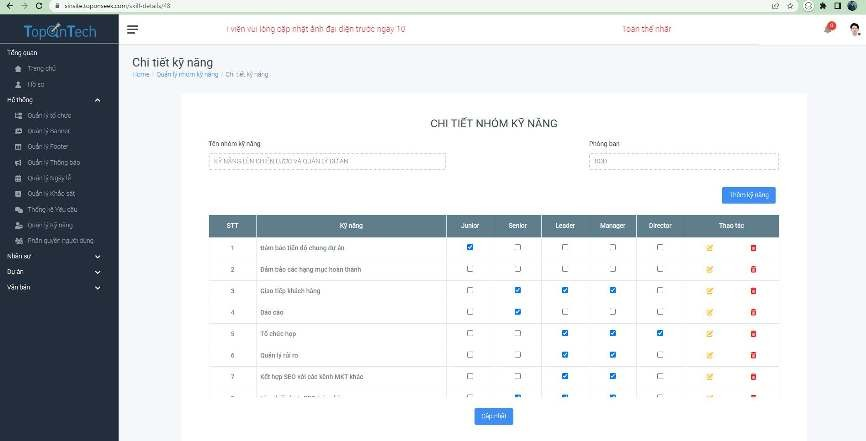 sinsite.toponseek.com/skill-details/48
TopOnTech
viên vui lòng cập nhật ảnh đại diện trước ngày 10
Toàn thể nhân
0
Tổng quan
Trang chủ
Hồ sơ
Hệ thống
Quản lý tổ chức
Quản lý Banner
Quản lý Footer
Quản lý Thông báo
Quản lý Ngày lễ
Quản lý Khảo sát
Thống kê Yêu cầu
Quản lý Kỹ năng
Phân quyền người dùng
Nhân sự
Dự án
Văn bản
Chi tiết kỹ năng
Home / Quản lý nhóm kỹ năng / Chi tiết kỹ năng
CHI TIẾT NHÓM KỸ NĂNG
Tên nhóm kỹ năng
Phòng ban
KỸ NĂNG LÊN CHIẾN LƯỢC VÀ QUẢN LÝ DỰ ÁN
Thêm kỹ năng
STT Kỹ năng Junior Senior Leader Manager Director Thao tác
1 Đảm bảo tiến độ chung dự án
2 Đảm bảo các hạng mục hoàn thành
3 Giao tiếp khách hàng
4 Báo cáo
5 Tổ chức họp
6 Quản lý rủi ro
7 Kết hợp SEO với các kênh MKT khác
Cập nhật